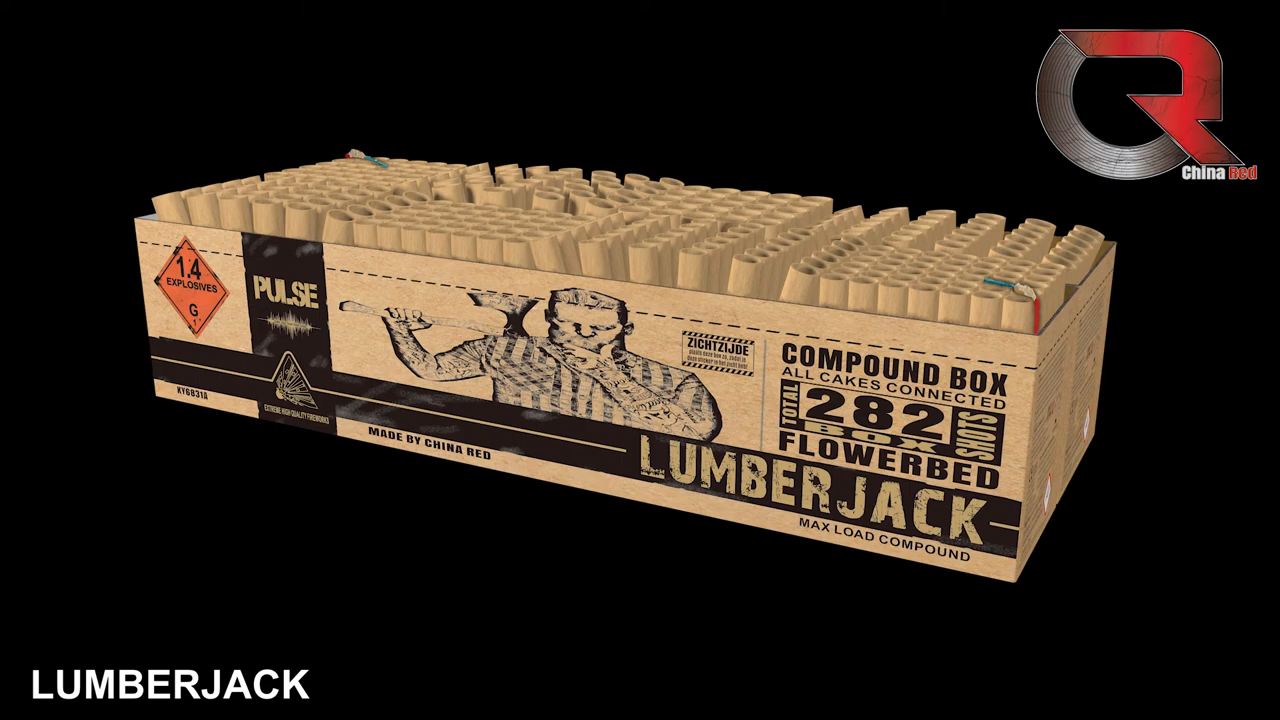 China Red
1.4
EXPLOSIVES
G
1
PULSE
EXTREME HIGH QUALITY FIREWORKS
KY6831A
MADE BY CHINA RED
ZICHTZIJDE
COMPOUND BOX
ALL CAKES CONNECTED
TOTAL
282
SHOTS
BOX
FLOWERBED
LUMBERJACK
MAX LOAD COMPOUND
LUMBERJACK